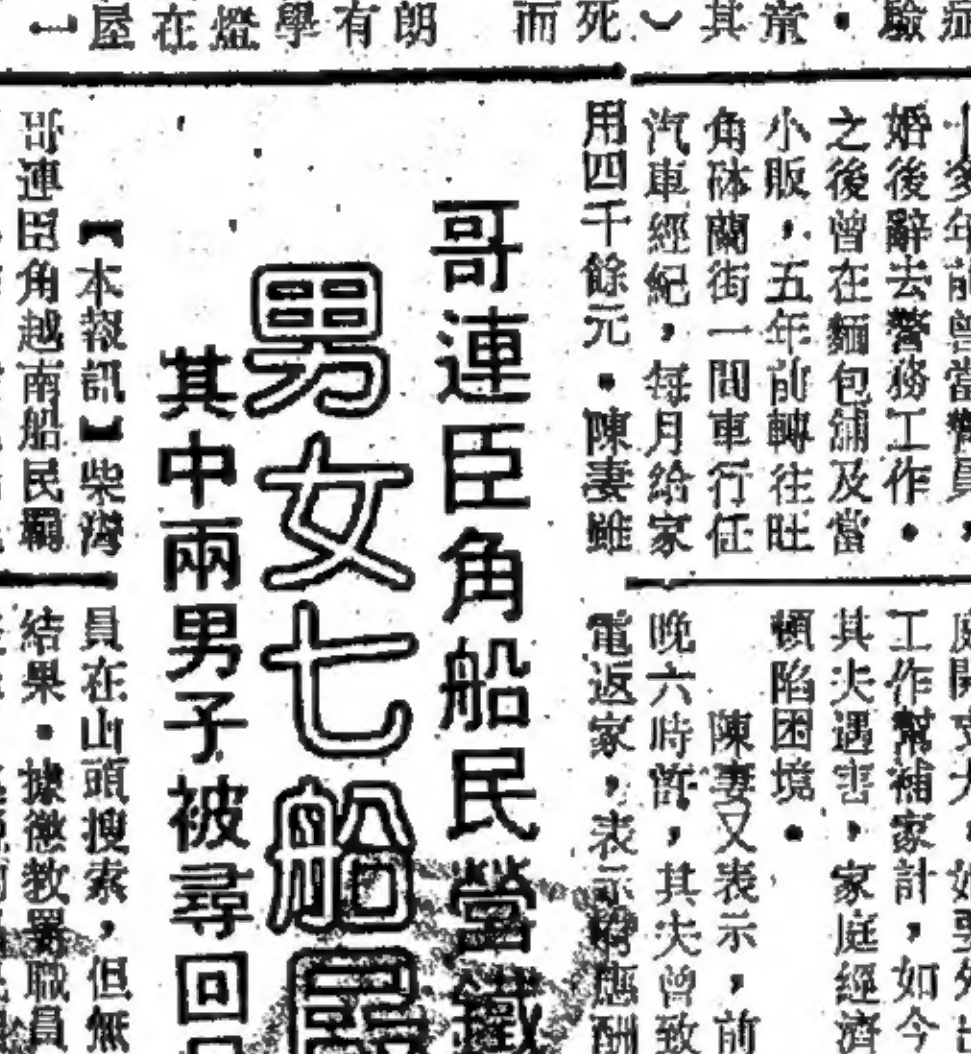 朗有學燈在屋
驗．童其）死而
十多年前曾當警員，
婚後辭去警務工作．
之後曾在麵包舖及當
小販，五年前轉往旺
角砵蘭街一間車行任
汽車經紀，每月給家
用四千餘元．陳妻雖
工作幫補家計，如今
其夫遇害，家庭經濟
頓陷困境．
陳妻又表示，前
晚六時許，其夫曾致
電返家，表示 應酬
哥連臣角船民營鐵
男女七船
其中兩男子被尋回
【本報訊】柴灣
哥連臣角越南船民羈
員在山頭搜索，但無
結果．據懲教署職員